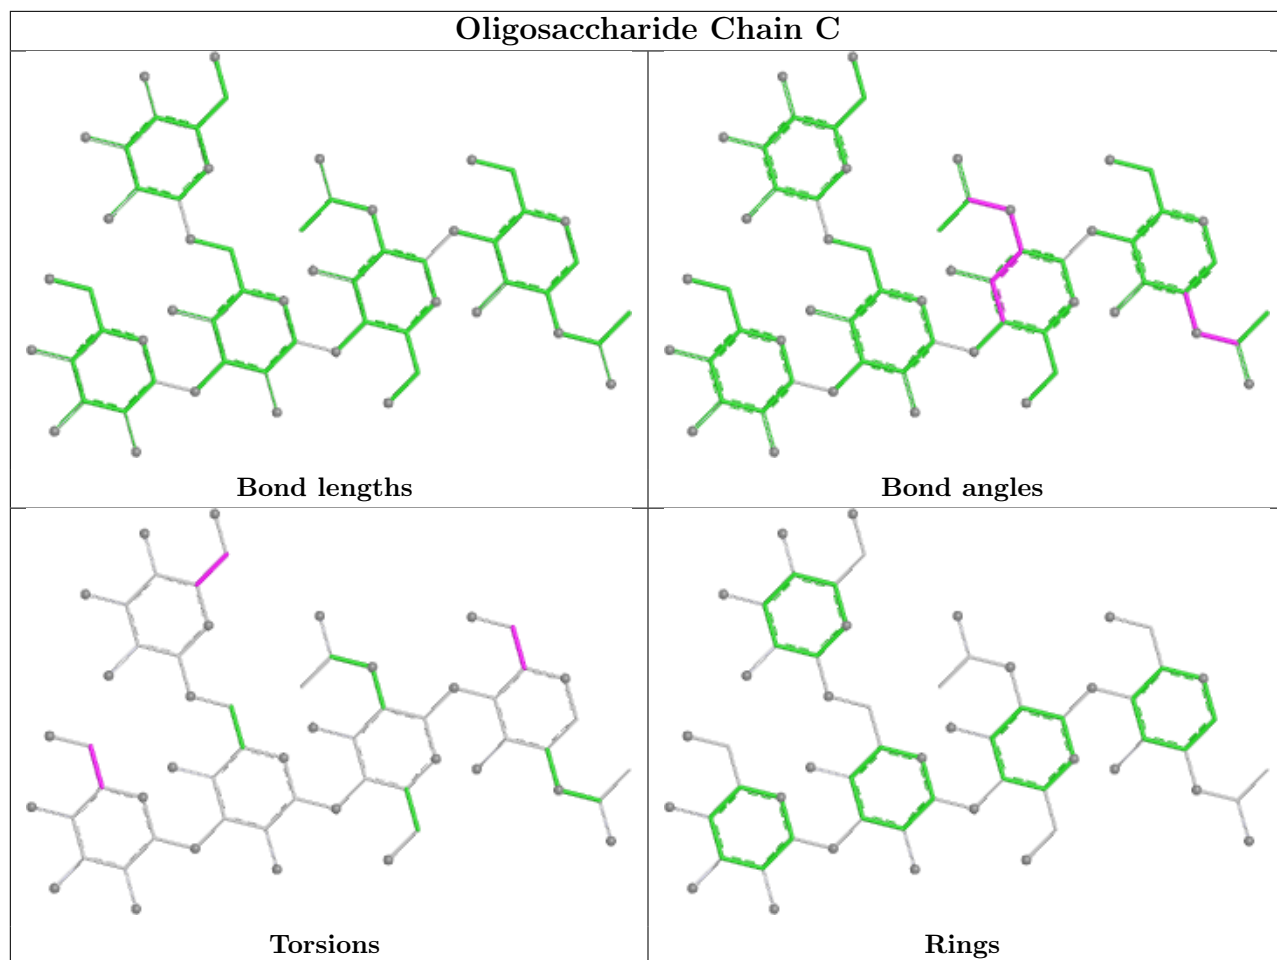 Oligosaccharide Chain C
Bond lengths
Bond angles
Torsions
Rings